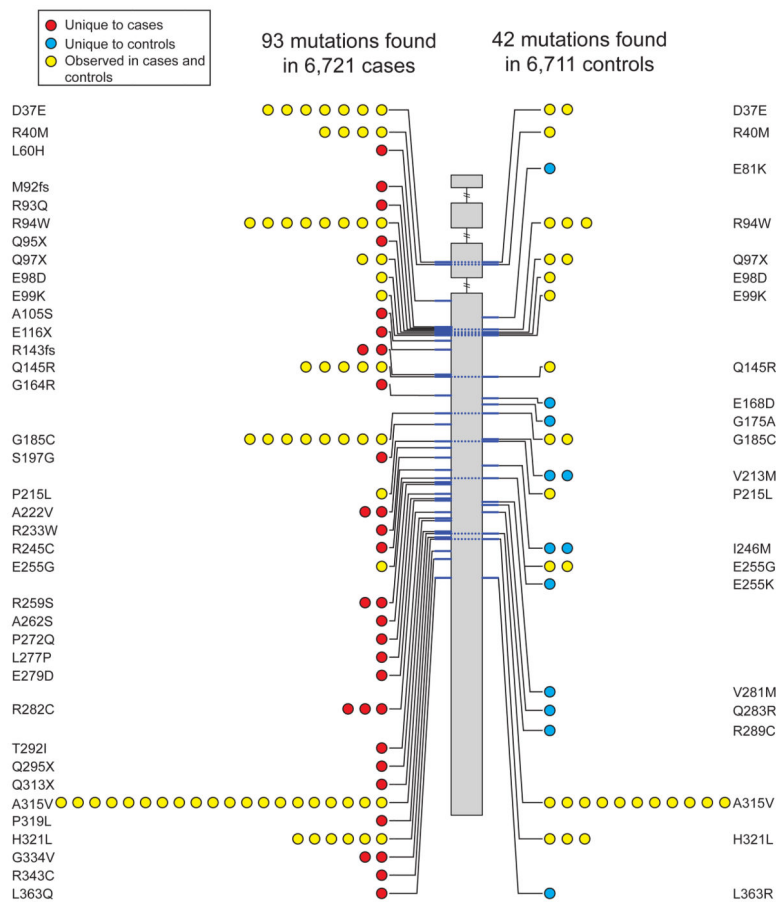 Unique to cases
Unique to controls
Observed in cases and
controls
93 mutations found
in 6,721 cases
42 mutations found
in 6,711 controls
D37E
R40M
L60H
M92fs
R93Q
R94W
Q95X
Q97X
E98D
E99K
A105S
E116X
R143fs
Q145R
G164R
G185C
S197G
P215L
A222V
R233W
R245C
E255G
R259S
A262S
P272Q
L277P
E279D
R282C
T292I
Q295X
Q313X
A315V
P319L
H321L
G334V
R343C
L363Q
D37E
R40M
E81K
R94W
Q97X
E98D
E99K
Q145R
E168D
G175A
G185C
V213M
P215L
I246M
E255G
E255K
V281M
Q283R
R289C
A315V
H321L
L363R